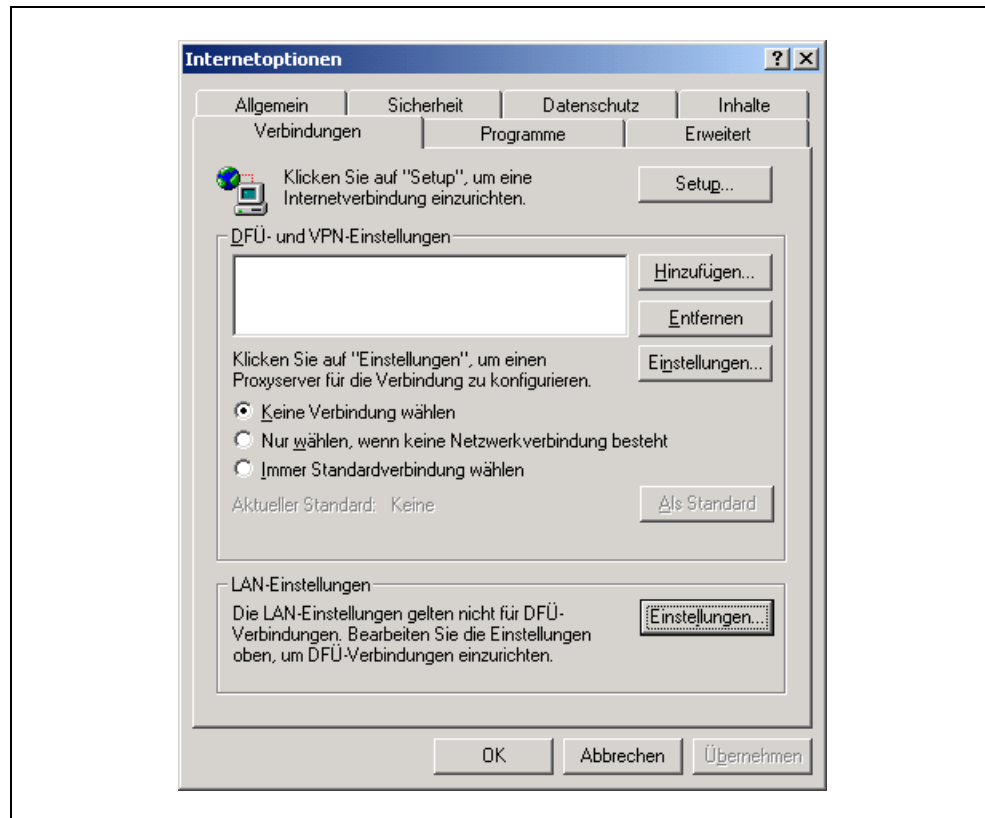 Internetoptionen
Allgemein
Sicherheit
Datenschutz
Inhalte
Verbindungen
Programme
Erweitert
Klicken Sie auf "Setup", um eine
Internetverbindung einzurichten.
Setup...
DFÜ- und VPN-Einstellungen
Hinzufügen...
Entfernen
Klicken Sie auf "Einstellungen", um einen
Proxyserver für die Verbindung zu konfigurieren.
Einstellungen...
Keine Verbindung wählen
Nur wählen, wenn keine Netzwerkverbindung besteht
Immer Standardverbindung wählen
Aktueller Standard: Keine
Als Standard
LAN-Einstellungen
Die LAN-Einstellungen gelten nicht für DFÜ-
Verbindungen. Bearbeiten Sie die Einstellungen
oben, um DFÜ-Verbindungen einzurichten.
Einstellungen...
OK
Abbrechen
Übernehmen